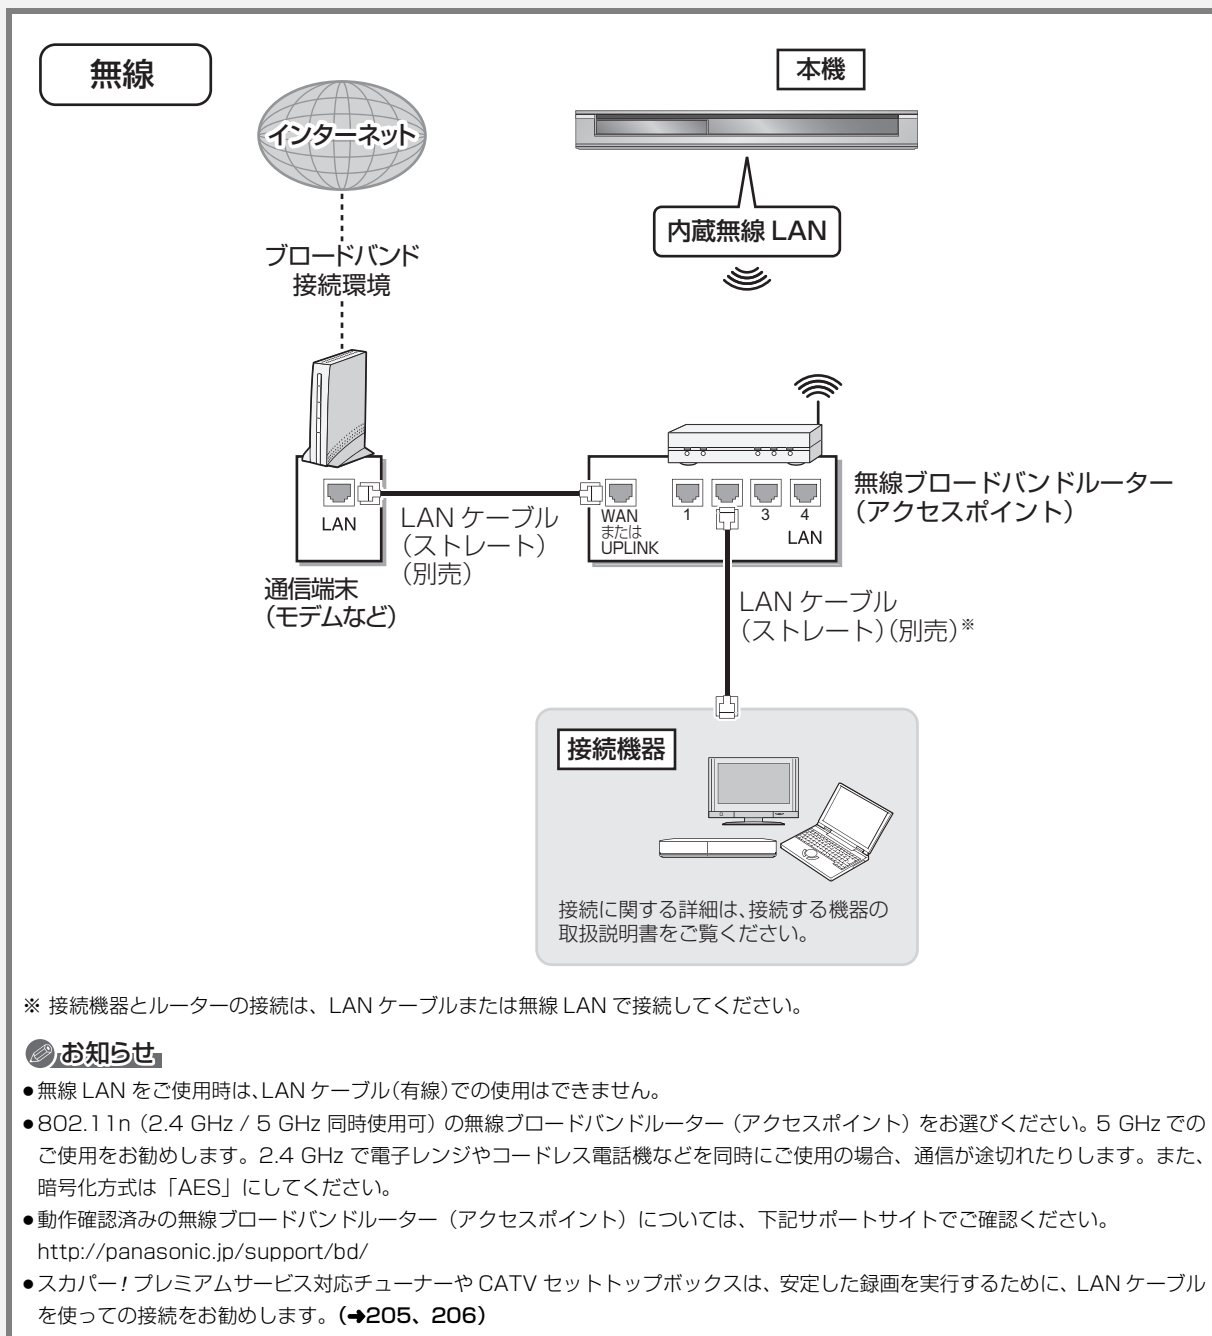 無線
本機
インターネット
内蔵無線 LAN
ブロードバンド
接続環境
無線ブロードバンドルーター
(アクセスポイント)
LAN
LAN ケーブル
(ストレート)
(別売)
WAN
または
UPLINK
1
3
4
LAN
通信端末
(モデムなど)
LAN ケーブル
(ストレート)(別売)※
接続機器
接続に関する詳細は、接続する機器の
取扱説明書をご覧ください。
※ 接続機器とルーターの接続は、LAN ケーブルまたは無線 LAN で接続してください。
お知らせ
●無線 LAN をご使用時は、LAN ケーブル(有線)での使用はできません。
●802.11n(2.4 GHz / 5 GHz 同時使用可)の無線ブロードバンドルーター(アクセスポイント)をお選びください。5 GHz での
ご使用をお勧めします。2.4 GHz で電子レンジやコードレス電話機などを同時にご使用の場合、通信が途切れたりします。また、
暗号化方式は「AES」にしてください。
●動作確認済みの無線ブロードバンドルーター(アクセスポイント)については、下記サポートサイトでご確認ください。
http://panasonic.jp/support/bd/
●スカパー!プレミアムサービス対応チューナーや CATV セットトップボックスは、安定した録画を実行するために、LAN ケーブル
を使っての接続をお勧めします。(➔205、206)